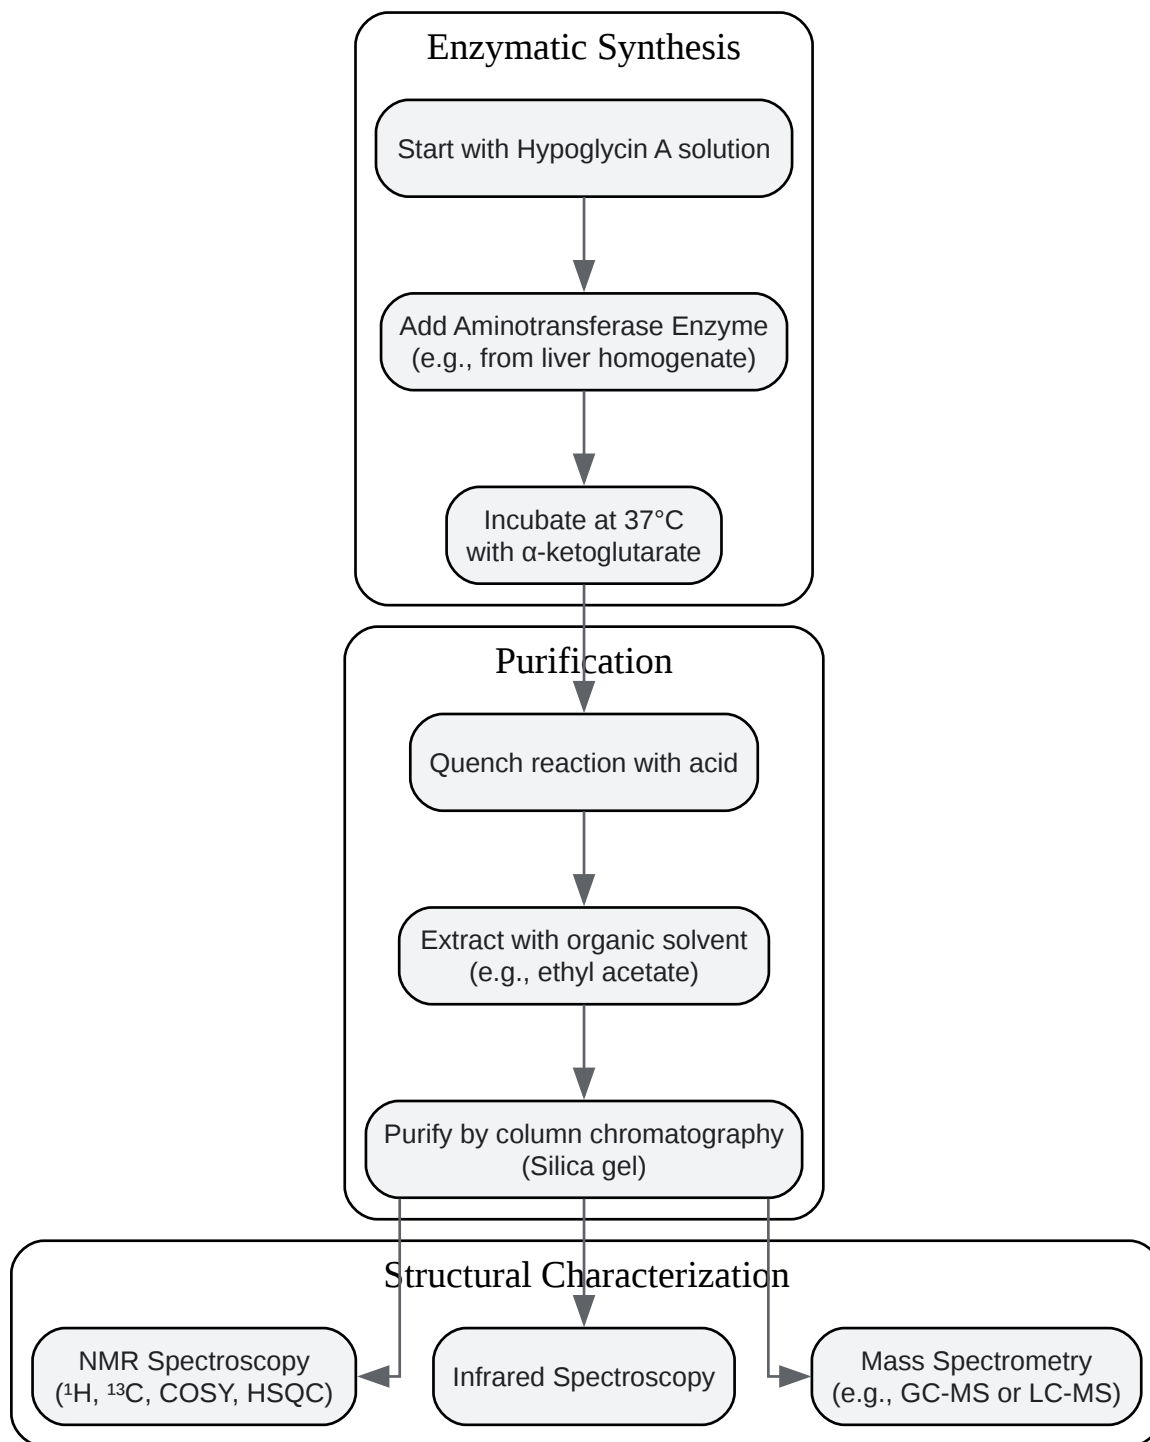 Enzymatic Synthesis
Start with Hypoglycin A solution
Add Aminotransferase Enzyme
(e.g., from liver homogenate)
Incubate at 37°C
with α-ketoglutarate
Purification
Quench reaction with acid
Extract with organic solvent
(e.g., ethyl acetate)
Purify by column chromatography
(Silica gel)
Structural Characterization
NMR Spectroscopy
(¹H, ¹³C, COSY, HSQC)
Infrared Spectroscopy
Mass Spectrometry
(e.g., GC-MS or LC-MS)